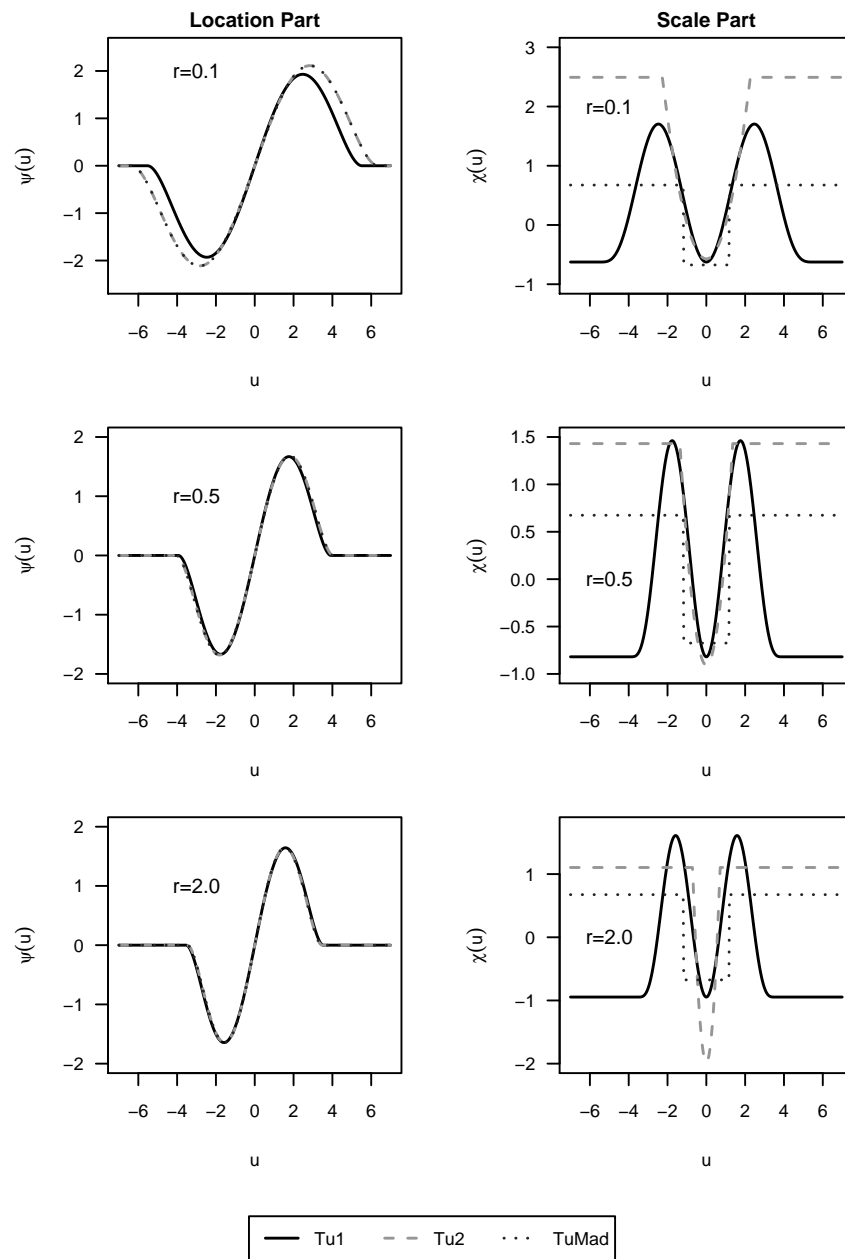 Location Part
Scale Part
r=0.1
ψ(u)
2
1
0
−1
−2
−6 −4 −2 0 2 4 6
u
r=0.1
χ(u)
3
2
1
0
−1
−6 −4 −2 0 2 4 6
u
r=0.5
ψ(u)
2
1
0
−1
−2
−6 −4 −2 0 2 4 6
u
r=0.5
χ(u)
1.5
1.0
0.5
0.0
−0.5
−1.0
−6 −4 −2 0 2 4 6
u
r=2.0
ψ(u)
2
1
0
−1
−2
−6 −4 −2 0 2 4 6
u
r=2.0
χ(u)
1
0
−1
−2
−6 −4 −2 0 2 4 6
u
Tu1 Tu2 TuMad